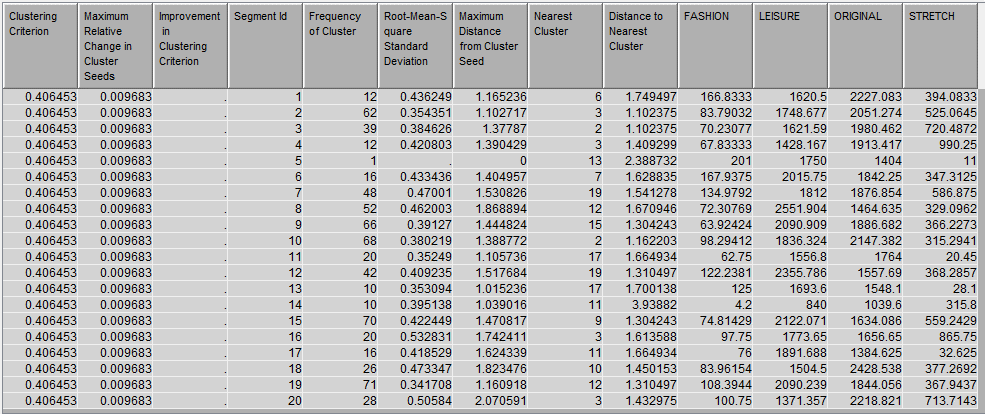 Clustering Criterion Maximum Relative Change in Cluster Seeds Improvement in Clustering Criterion Segment Id Frequency of Cluster Root-Mean-S quare Standard Deviation Maximum Distance from Cluster Seed Nearest Cluster Distance to Nearest Cluster FASHION LEISURE ORIGINAL STRETCH
0.406453 0.009683 . 1 12 0.436249 1.165236 6 1.749497 166.8333 1620.5 2227.083 394.0833
0.406453 0.009683 . 2 62 0.354351 1.102717 3 1.102375 83.79032 1748.677 2051.274 525.0645
0.406453 0.009683 . 3 39 0.384626 1.37787 2 1.102375 70.23077 1621.59 1980.462 720.4872
0.406453 0.009683 . 4 12 0.420803 1.390429 3 1.409299 67.83333 1428.167 1913.417 990.25
0.406453 0.009683 . 5 1 . 0 13 2.388732 201 1750 1404 11
0.406453 0.009683 . 6 16 0.433436 1.404957 7 1.628835 167.9375 2015.75 1842.25 347.3125
0.406453 0.009683 . 7 48 0.47001 1.530826 19 1.541278 134.9792 1812 1876.854 586.875
0.406453 0.009683 . 8 52 0.462003 1.868894 12 1.670946 72.30769 2551.904 1464.635 329.0962
0.406453 0.009683 . 9 66 0.39127 1.444824 15 1.304243 63.92424 2090.909 1886.682 366.2273
0.406453 0.009683 . 10 68 0.380219 1.388772 2 1.162203 98.29412 1836.324 2147.382 315.2941
0.406453 0.009683 . 11 20 0.35249 1.105736 17 1.664934 62.75 1556.8 1764 20.45
0.406453 0.009683 . 12 42 0.409235 1.517684 19 1.310497 122.2381 2355.786 1557.69 368.2857
0.406453 0.009683 . 13 10 0.353094 1.015236 17 1.700138 125 1693.6 1548.1 28.1
0.406453 0.009683 . 14 10 0.395138 1.039016 11 3.93882 4.2 840 1039.6 315.8
0.406453 0.009683 . 15 70 0.422449 1.470817 9 1.304243 74.81429 2122.071 1634.086 559.2429
0.406453 0.009683 . 16 20 0.532831 1.742411 3 1.613588 97.75 1773.65 1656.65 865.75
0.406453 0.009683 . 17 16 0.418529 1.624339 11 1.664934 76 1891.688 1384.625 32.625
0.406453 0.009683 . 18 26 0.473347 1.823476 10 1.450153 83.96154 1504.5 2428.538 377.2692
0.406453 0.009683 . 19 71 0.341708 1.160918 12 1.310497 108.3944 2090.239 1844.056 367.9437
0.406453 0.009683 . 20 28 0.50584 2.070591 3 1.432975 100.75 1371.357 2218.821 713.7143